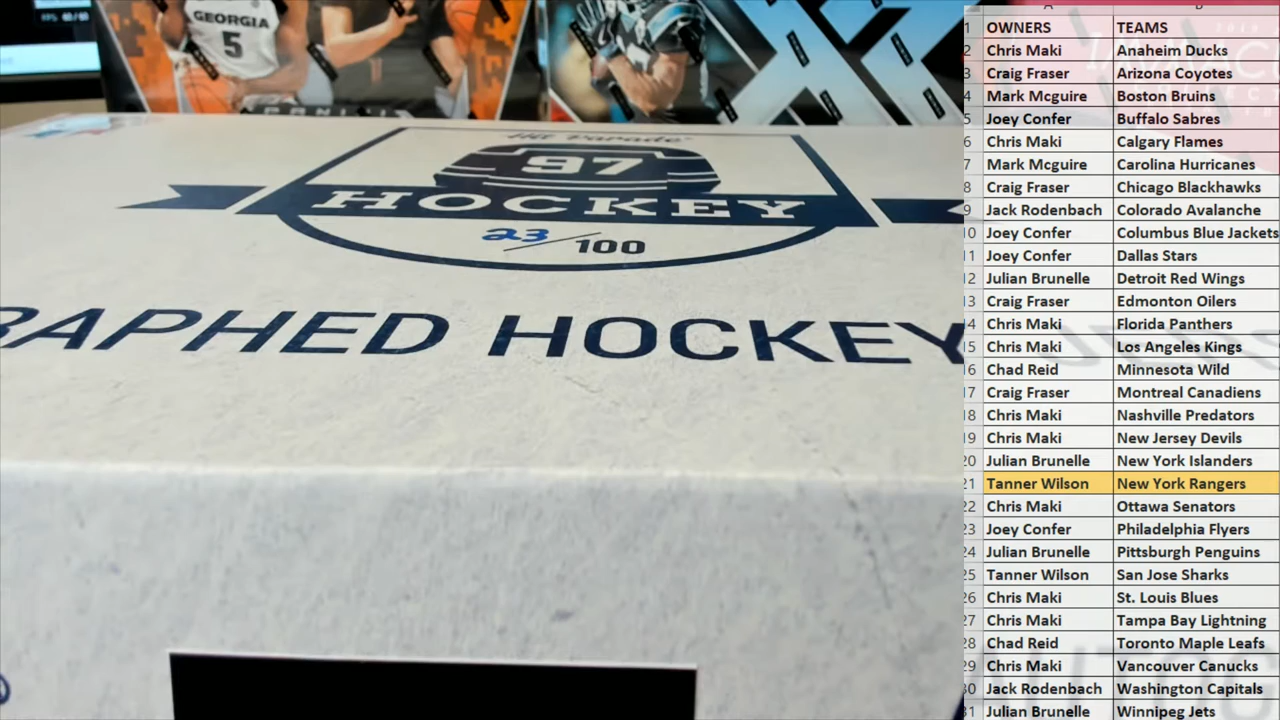 GEORGIA
5
Hit Parade
97
HOCKEY
23/100
RAPHED HOCKEY
OWNERS TEAMS
2 Chris Maki Anaheim Ducks
3 Craig Fraser Arizona Coyotes
4 Mark Mcguire Boston Bruins
5 Joey Confer Buffalo Sabres
6 Chris Maki Calgary Flames
7 Mark Mcguire Carolina Hurricanes
8 Craig Fraser Chicago Blackhawks
9 Jack Rodenbach Colorado Avalanche
10 Joey Confer Columbus Blue Jackets
11 Joey Confer Dallas Stars
12 Julian Brunelle Detroit Red Wings
13 Craig Fraser Edmonton Oilers
14 Chris Maki Florida Panthers
15 Chris Maki Los Angeles Kings
16 Chad Reid Minnesota Wild
17 Craig Fraser Montreal Canadiens
18 Chris Maki Nashville Predators
19 Chris Maki New Jersey Devils
20 Julian Brunelle New York Islanders
21 Tanner Wilson New York Rangers
22 Chris Maki Ottawa Senators
23 Joey Confer Philadelphia Flyers
24 Julian Brunelle Pittsburgh Penguins
25 Tanner Wilson San Jose Sharks
26 Chris Maki St. Louis Blues
27 Chris Maki Tampa Bay Lightning
28 Chad Reid Toronto Maple Leafs
29 Chris Maki Vancouver Canucks
30 Jack Rodenbach Washington Capitals
31 Julian Brunelle Winnipeg Jets